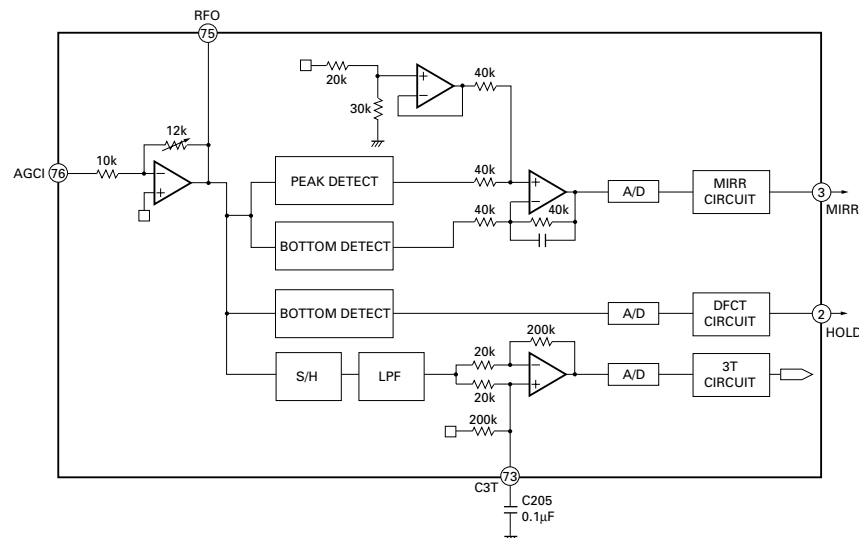 RFO
75
20k
30k
+
−
40k
AGCI
76
10k
12k
−
+
PEAK DETECT
40k
+
−
40k
40k
BOTTOM DETECT
A/D
MIRR
CIRCUIT
3
MIRR
BOTTOM DETECT
A/D
DFCT
CIRCUIT
2
HOLD
S/H
LPF
20k
20k
200k
−
+
A/D
3T
CIRCUIT
200k
73
C3T
C205
0.1µF